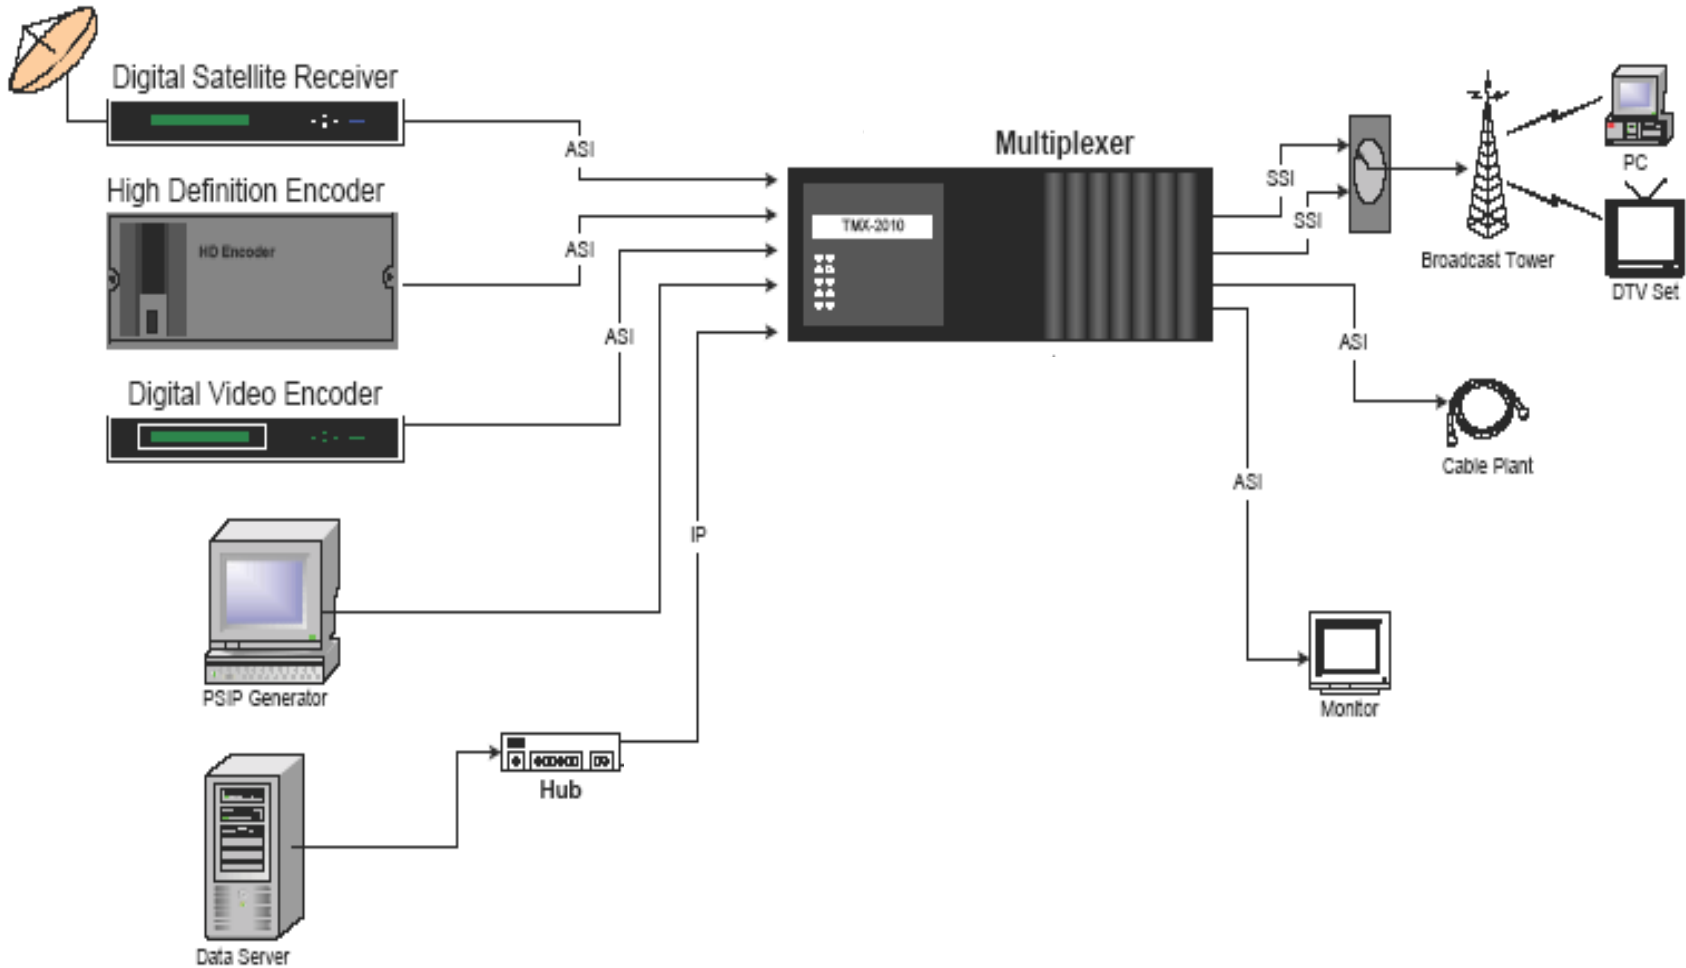 Digital Satellite Receiver
ASI
High Definition Encoder
HD Encoder
ASI
Digital Video Encoder
ASI
PSIP Generator
IP
Hub
Data Server
Multiplexer
TMX-2010
SSI
SSI
Broadcast Tower
PC
DTV Set
ASI
Cable Plant
ASI
Monitor